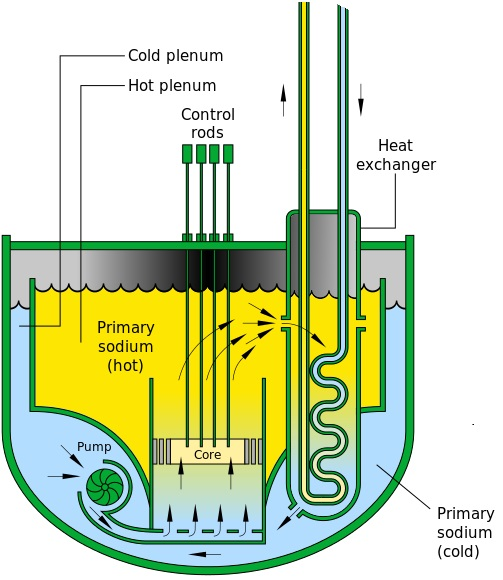 Cold plenum
Hot plenum
Control
rods
Heat
exchanger
Primary
sodium
(hot)
Pump
Core
Primary
sodium
(cold)